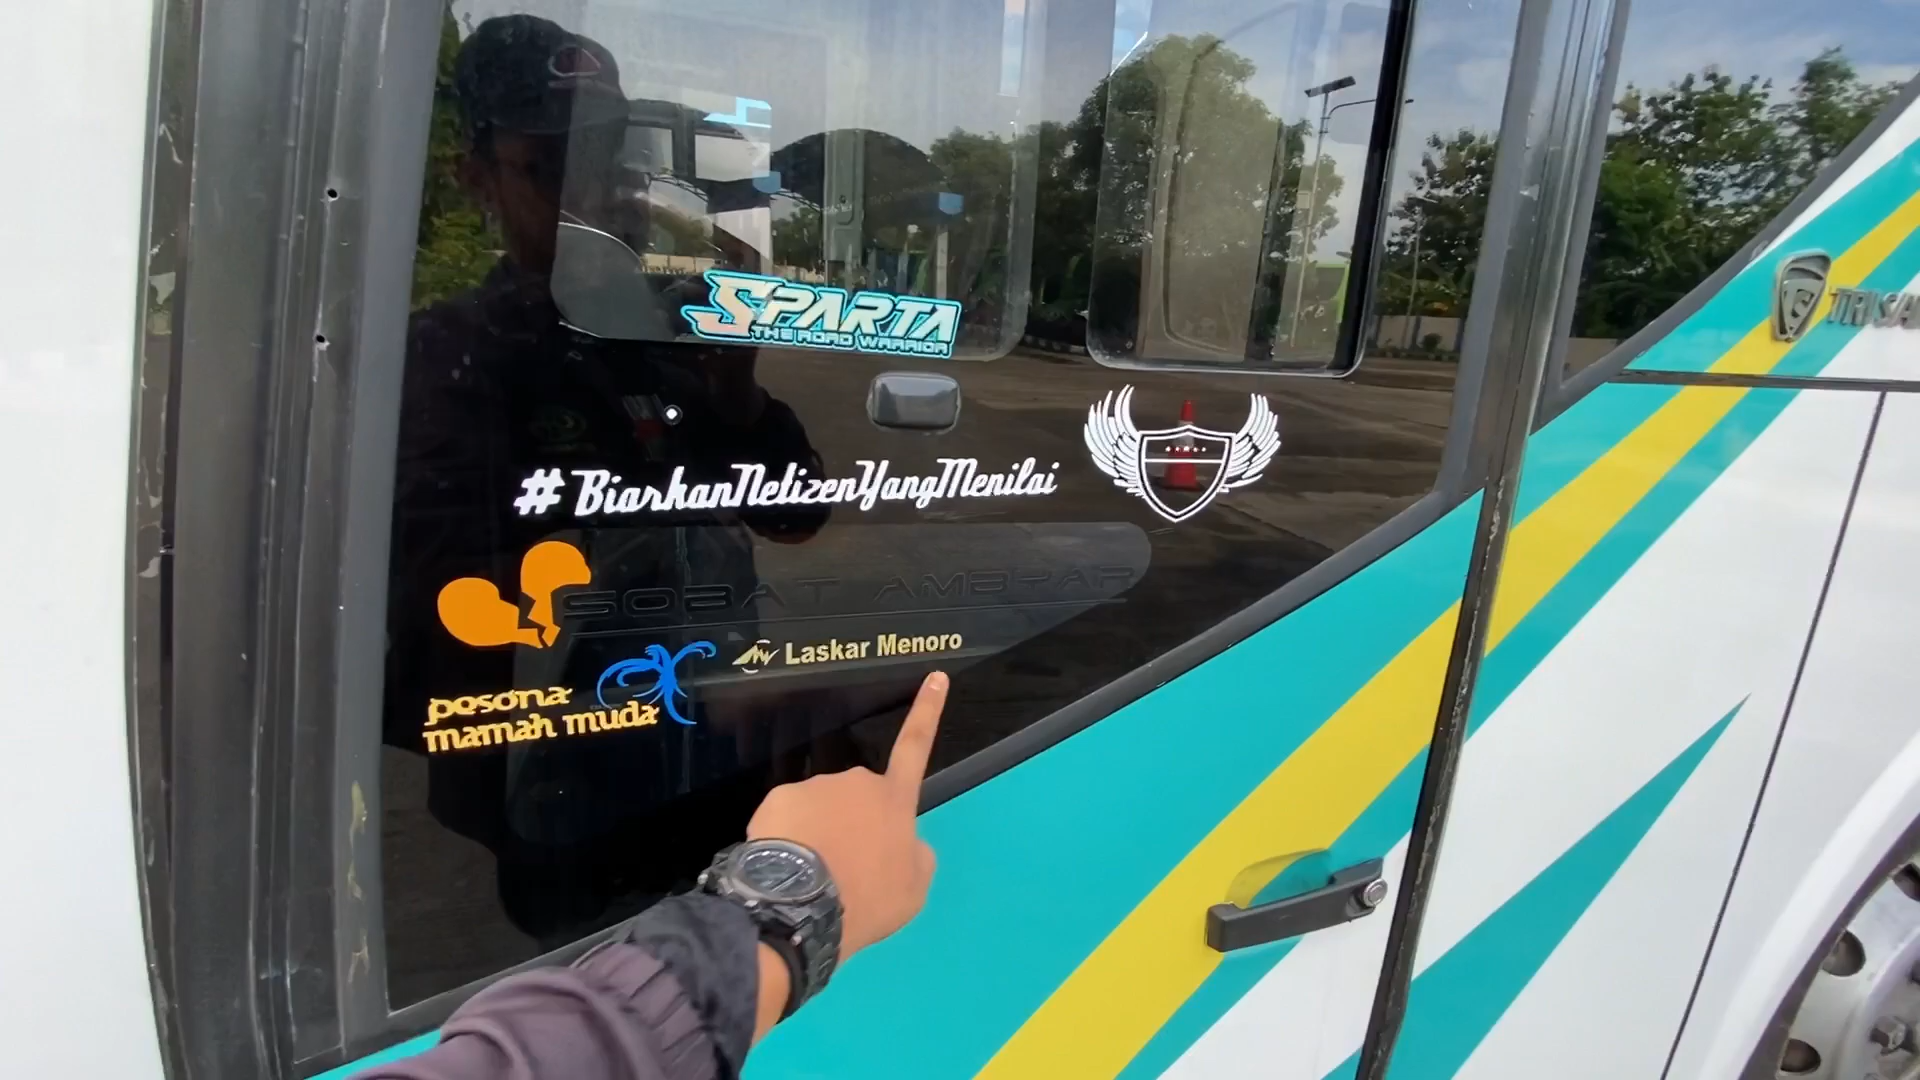 SPARTA
THE ROAD WARRIOR
#BiarkanNetizenYangMenilai
SOBAT AMBYAR
Laskar Menoro
pesona
mamah muda